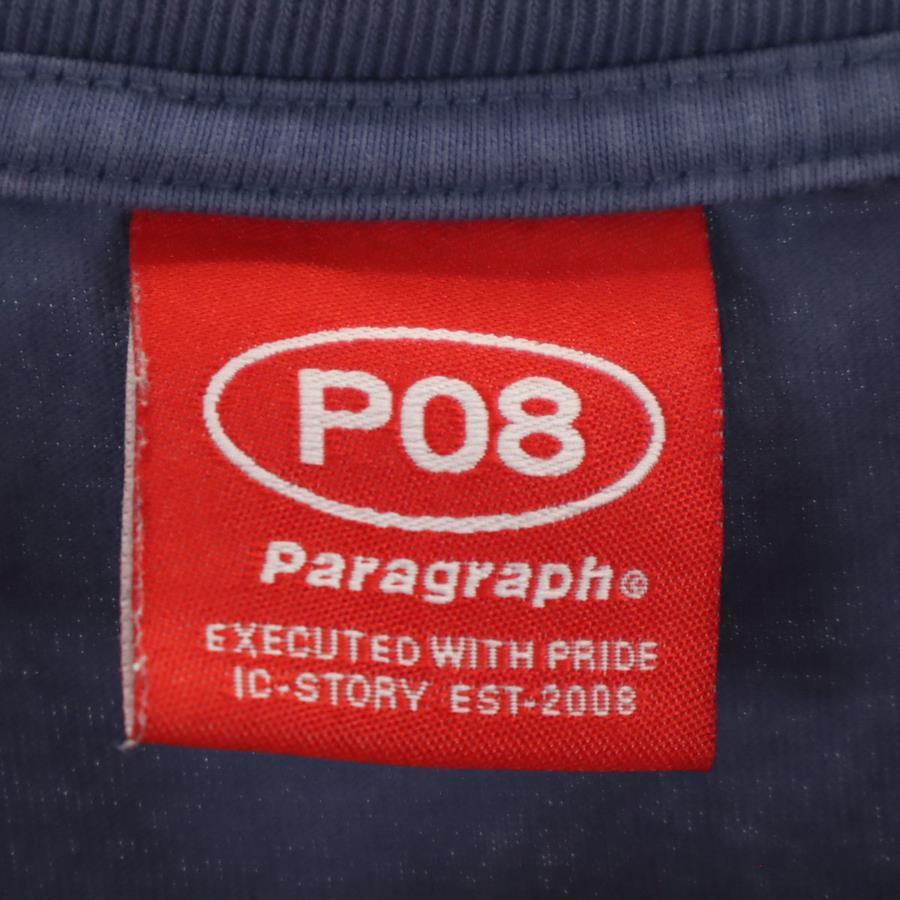 P08
Paragraph©
EXECUTED WITH PRIDE
IC-STORY EST-2008